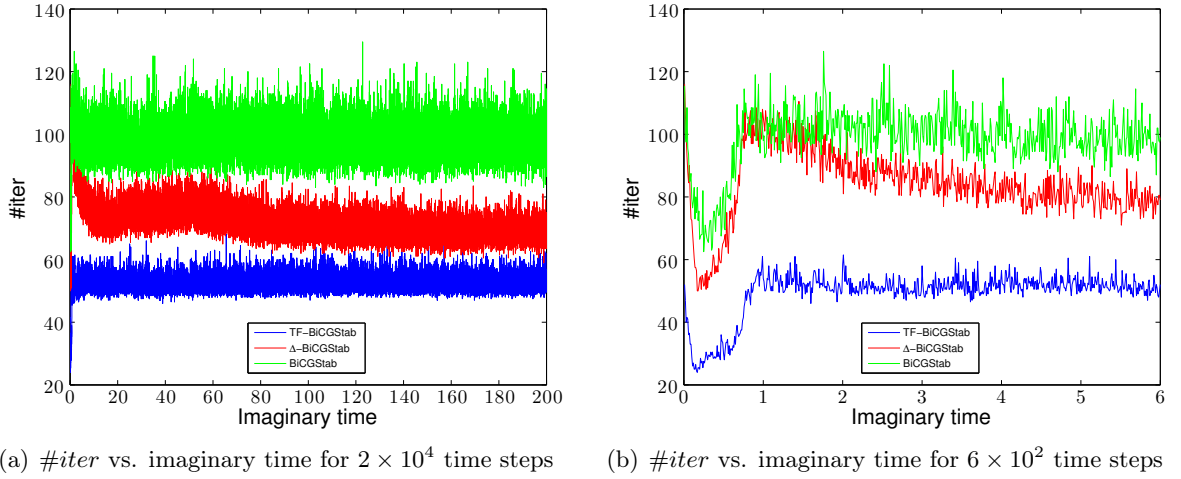 140
120
100
80
60
40
20
#iter
0 20 40 60 80 100 120 140 160 180 200
Imaginary time
TF-BiCGStab
Δ-BiCGStab
BiCGStab
(a) #iter vs. imaginary time for 2 × 10^4 time steps
140
120
100
80
60
40
20
#iter
0 1 2 3 4 5 6
Imaginary time
TF-BiCGStab
Δ-BiCGStab
BiCGStab
(b) #iter vs. imaginary time for 6 × 10^2 time steps